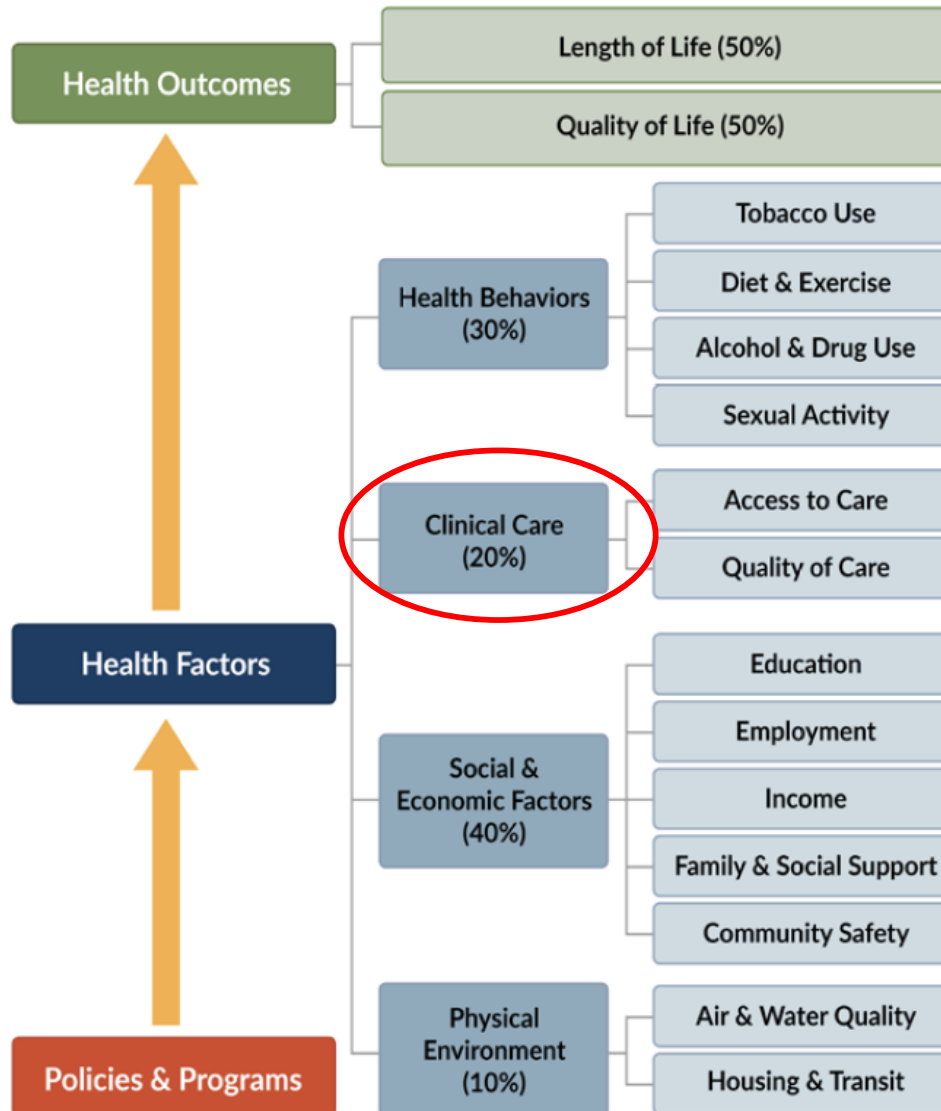 Health Outcomes
Length of Life (50%)
Quality of Life (50%)
Health Behaviors
(30%)
Tobacco Use
Diet & Exercise
Alcohol & Drug Use
Sexual Activity
Clinical Care
(20%)
Access to Care
Quality of Care
Health Factors
Social &
Economic Factors
(40%)
Education
Employment
Income
Family & Social Support
Community Safety
Physical
Environment
(10%)
Air & Water Quality
Housing & Transit
Policies & Programs